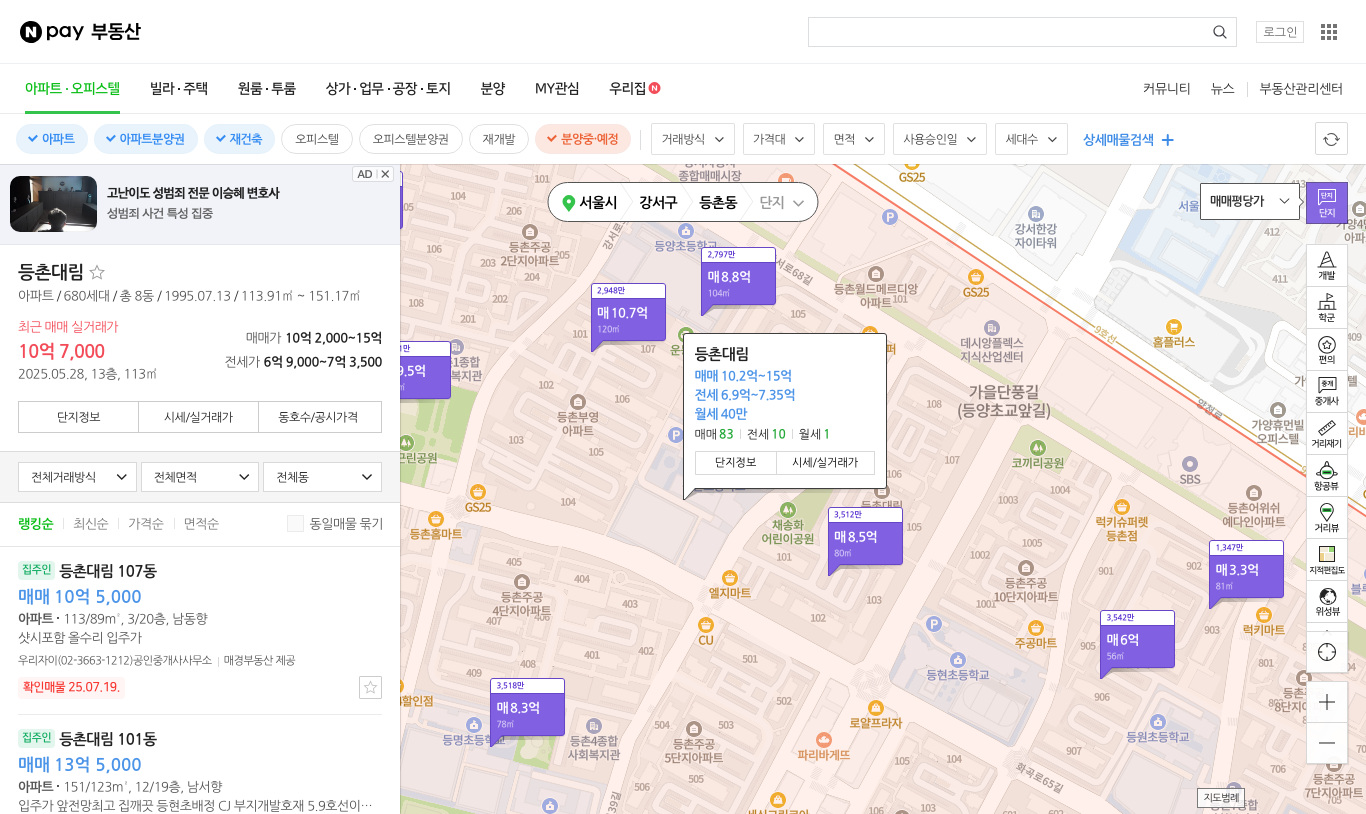 N pay 부동산
로그인
아파트·오피스텔 빌라·주택 원룸·투룸 상가·업무·공장·토지 분양 MY관심 우리집 N
커뮤니티 뉴스 부동산관리센터
아파트 아파트분양권 재건축 오피스텔 오피스텔분양권 재개발 분양중·예정 거래방식 가격대 면적 사용승인일 세대수 상세매물검색
AD
고난이도 성범죄 전문 이승혜 변호사
성범죄 사건 특성 집중
등촌대림
아파트 / 680세대 / 총 8동 / 1995.07.13 / 113.91㎡ ~ 151.17㎡
최근 매매 실거래가
10억 7,000
2025.05.28, 13층, 113㎡
매매가 10억 2,000~15억
전세가 6억 9,000~7억 3,500
단지정보 시세/실거래가 동호수/공시가격
전체거래방식 전체면적 전체동
랭킹순 최신순 가격순 면적순 동일매물 묶기
집주인 등촌대림 107동
매매 10억 5,000
아파트 · 113/89m², 3/20층, 남동향
샷시포함 올수리 입주가
우리자이(02-3663-1212)공인중개사사무소 매경부동산 제공
확인매물 25.07.19.
집주인 등촌대림 101동
매매 13억 5,000
아파트 · 151/123m², 12/19층, 남서향
입주가 앞전망최고 집깨끗 등현초배정 CJ 부지개발호재 5.9호선이…
서울시 강서구 등촌동 단지
매매평당가
단지
단지
개발
학군
편의
중개
중개사
거리재기
항공뷰
거리뷰
지적편집도
위성뷰
지도범례
종합매매시장
GS25
강서한강
자이타워
412
106
204
등촌주공
2단지아파트
205
203
202
201
107
등양초등학교
2,797만
매8.8억
104㎡
2,948만
매10.7억
120㎡
등촌월드메르디앙
아파트
105
GS25
데시앙플렉스
지식산업센터
9호선
홈플러스
양천로
가을단풍길
(등양초교앞길)
등촌대림
매매 10.2억~15억
전세 6.9억~7.35억
월세 40만
매매 83 전세 10 월세 1
단지정보 시세/실거래가
9.5억
102
등촌부영
아파트
103
105
101
104
GS25
등촌홈마트
코끼리공원
SBS
가양휴먼빌
오피스텔
등촌어위쉬
예다인아파트
럭키슈퍼렛
등촌점
채송화
어린이공원
3,512만
매8.5억
80㎡
101
102
103
엘지마트
CU
등촌주공
4단지아파트
405
406
407
408
409
401
501
502
503
504
505
506
507
등촌주공
5단지아파트
1002
1005
1004
1001
등촌주공
10단지아파트
주공마트
901
902
903
904
905
906
907
1,347만
매3.3억
81㎡
3,542만
매6억
56㎡
럭키마트
등현초등학교
로얄프라자
파리바게뜨
3,518만
매8.3억
78㎡
등촌4종합
사회복지관
등원초등학교
화곡로65길
등촌주공
7단지아파트